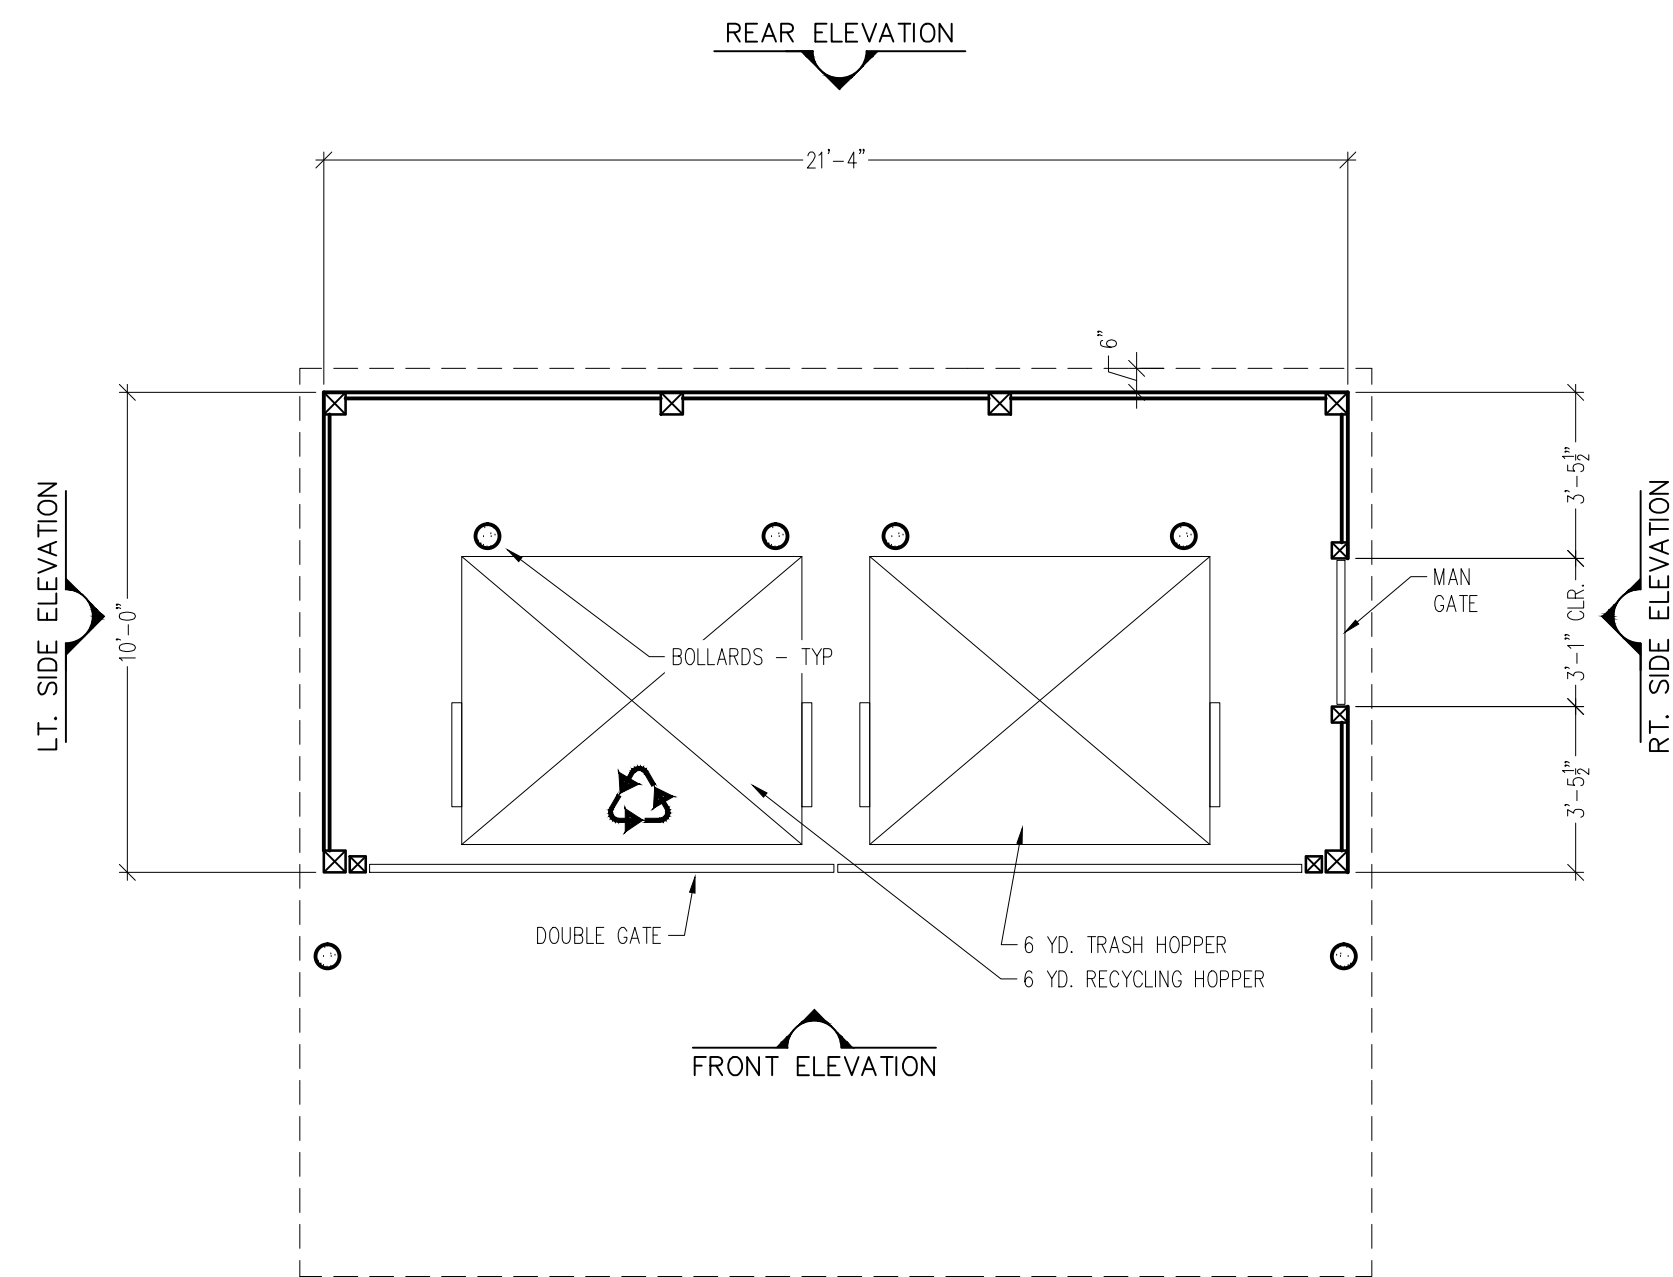 REAR ELEVATION
21'-4"
6"
LT. SIDE ELEVATION
10'-0"
3'-5½"
3'-1" CLR.
3'-5½"
RT. SIDE ELEVATION
MAN
GATE
BOLLARDS - TYP
DOUBLE GATE
6 YD. TRASH HOPPER
6 YD. RECYCLING HOPPER
FRONT ELEVATION